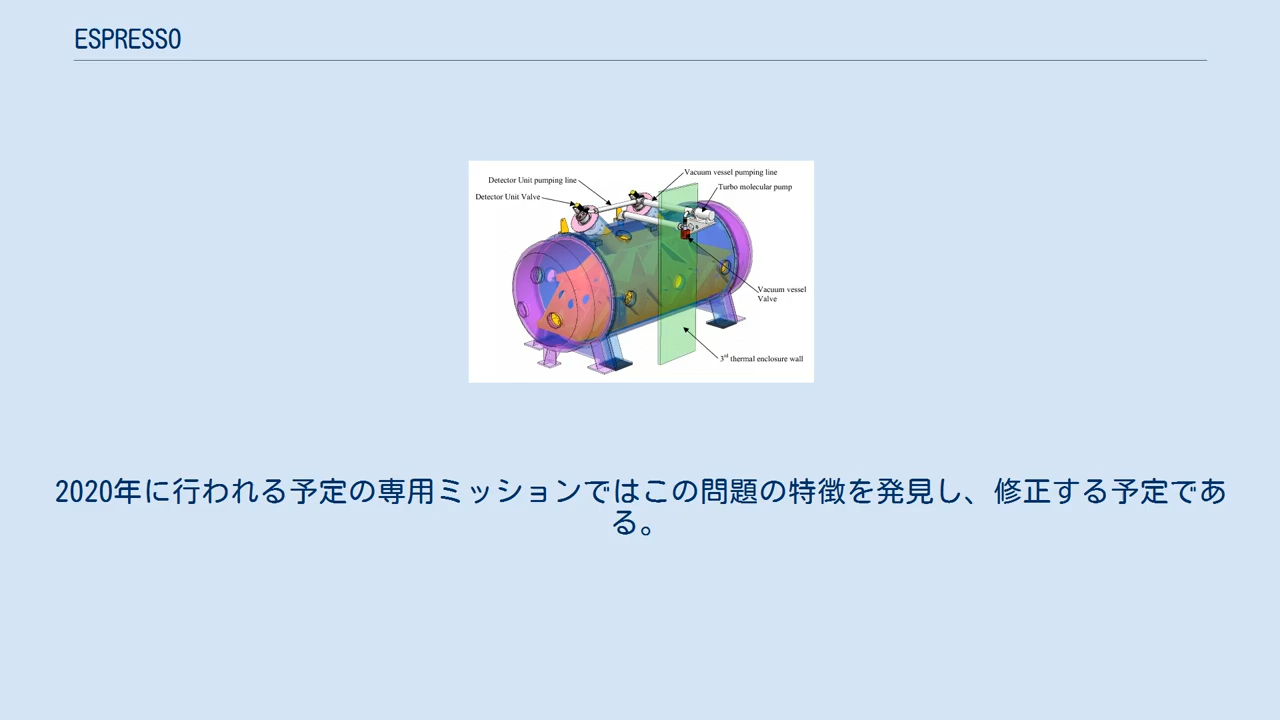 ESPRESSO
Vacuum vessel pumping line
Detector Unit pumping line
Turbo molecular pump
Detector Unit Valve
Vacuum vessel
Valve
3rd thermal enclosure wall
2020年に行われる予定の専用ミッションではこの問題の特徴を発見し、修正する予定であ
る。